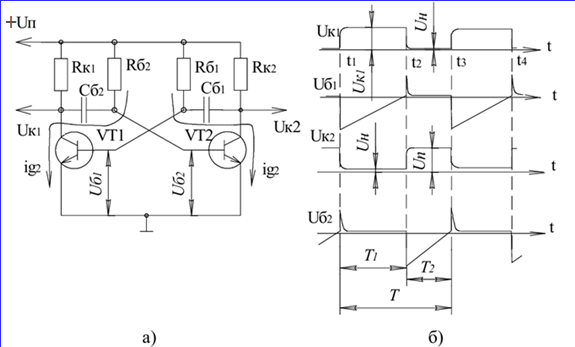 +Uп
Rк1 Rб2 Rб1 Rк2
Cб2 Cб1
Uк1 VT1 VT2 Uк2
ig2 Uб1 Uб2 ig2
а)
Uк1 Uк1 Uн t
t1 t2 t3 t4
Uб1 t
Uк2 Uн Uп t
Uб2 t
T1 T2
T
б)